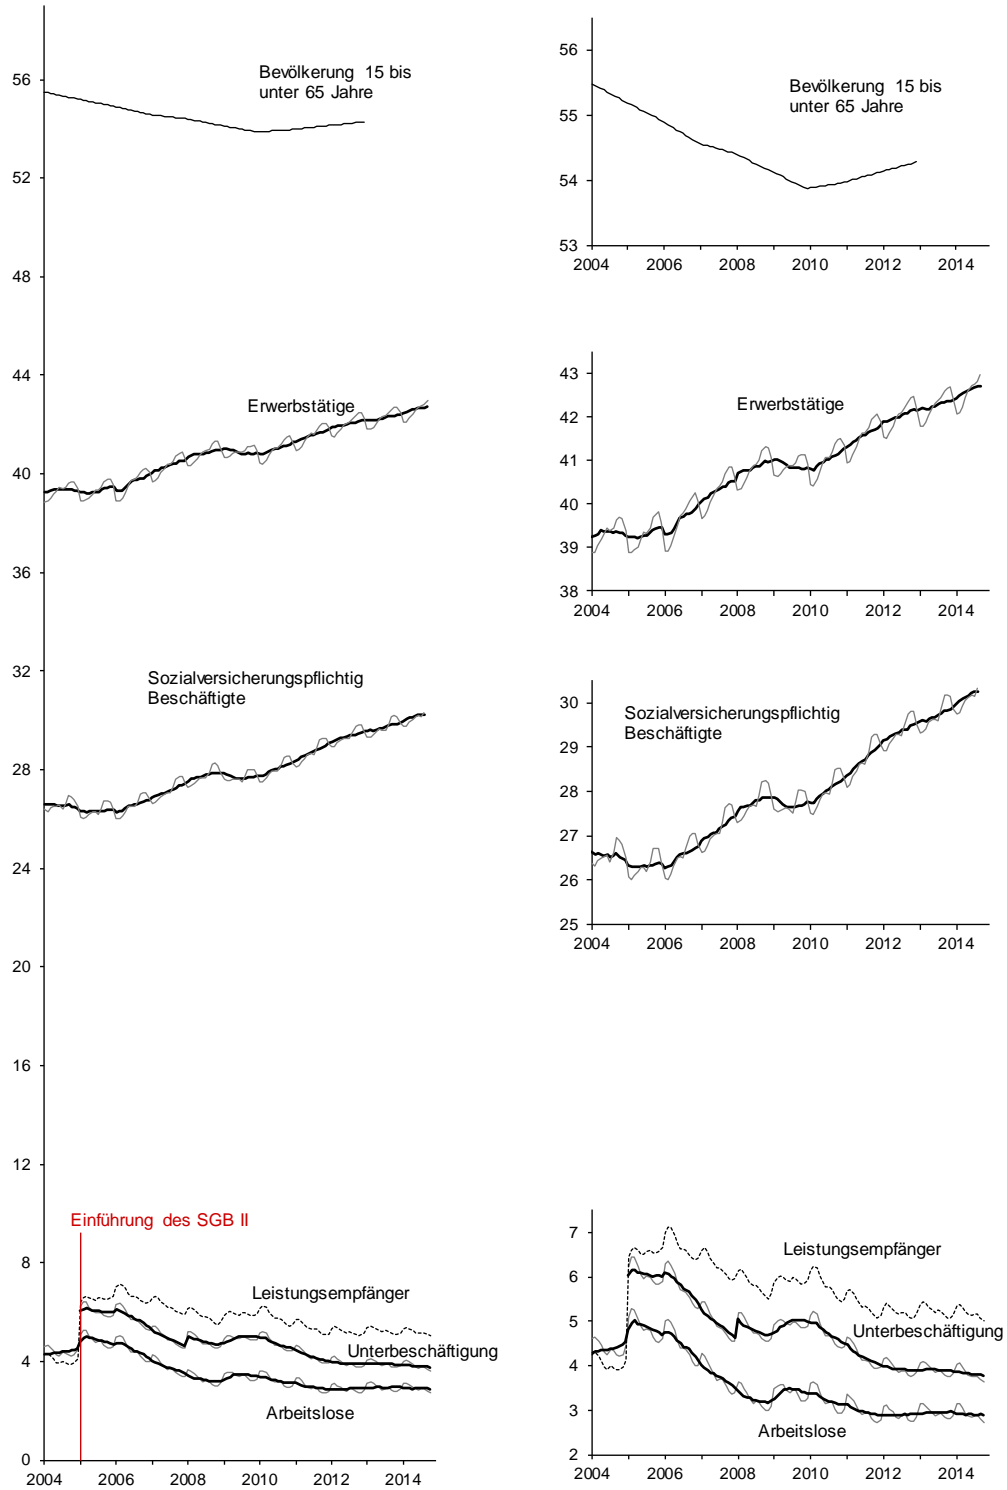 56
52
48
44
40
36
32
28
24
20
16
12
8
4
0
Bevölkerung 15 bis
unter 65 Jahre
Erwerbstätige
Sozialversicherungspflichtig
Beschäftigte
Einführung des SGB II
Leistungsempfänger
Unterbeschäftigung
Arbeitslose
2004 2006 2008 2010 2012 2014
56
55
54
53
Bevölkerung 15 bis
unter 65 Jahre
2004 2006 2008 2010 2012 2014
43
42
41
40
39
38
Erwerbstätige
2004 2006 2008 2010 2012 2014
30
29
28
27
26
25
Sozialversicherungspflichtig
Beschäftigte
2004 2006 2008 2010 2012 2014
7
6
5
4
3
2
Leistungsempfänger
Unterbeschäftigung
Arbeitslose
2004 2006 2008 2010 2012 2014